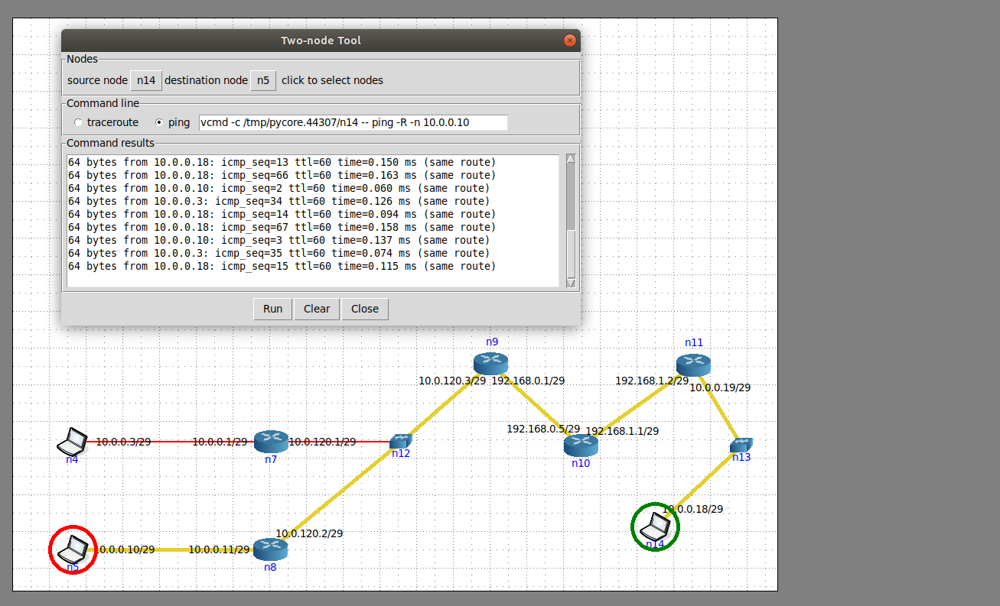 Two-node Tool
Nodes
source node n14 destination node n5 click to select nodes
Command line
traceroute ping vcmd -c /tmp/pycore.44307/n14 -- ping -R -n 10.0.0.10
Command results
64 bytes from 10.0.0.18: icmp_seq=13 ttl=60 time=0.150 ms (same route)
64 bytes from 10.0.0.18: icmp_seq=66 ttl=60 time=0.163 ms (same route)
64 bytes from 10.0.0.10: icmp_seq=2 ttl=60 time=0.060 ms (same route)
64 bytes from 10.0.0.3: icmp_seq=34 ttl=60 time=0.126 ms (same route)
64 bytes from 10.0.0.18: icmp_seq=14 ttl=60 time=0.094 ms (same route)
64 bytes from 10.0.0.18: icmp_seq=67 ttl=60 time=0.158 ms (same route)
64 bytes from 10.0.0.10: icmp_seq=3 ttl=60 time=0.137 ms (same route)
64 bytes from 10.0.0.3: icmp_seq=35 ttl=60 time=0.074 ms (same route)
64 bytes from 10.0.0.18: icmp_seq=15 ttl=60 time=0.115 ms (same route)
Run Clear Close
n9 n11
10.0.120.3/29 192.168.0.1/29 192.168.1.2/29
10.0.0.19/29
192.168.0.5/29 192.168.1.1/29
10.0.0.3/29 10.0.0.1/29 10.0.120.1/29
n4 n7 n12 n10 n13
10.0.0.18/29
10.0.120.2/29
n14
10.0.0.10/29 10.0.0.11/29
n5 n8